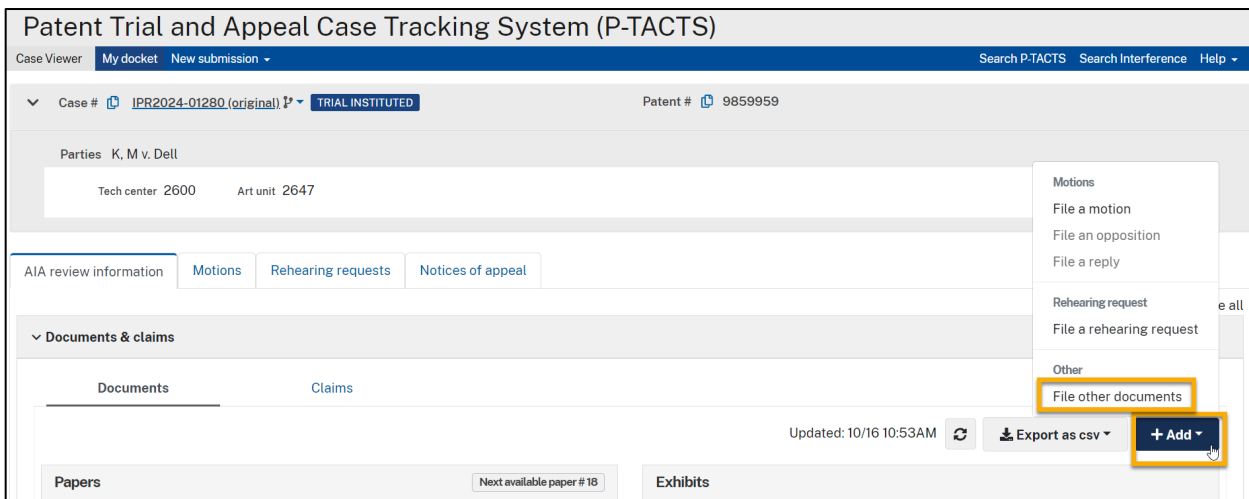 Patent Trial and Appeal Case Tracking System (P-TACTS)
Case Viewer My docket New submission Search P-TACTS Search Interference Help
Case # IPR2024-01280 (original) TRIAL INSTITUTED Patent # 9859959
Parties K, M v. Dell
Tech center 2600 Art unit 2647
Motions
File a motion
File an opposition
File a reply
Rehearing request
File a rehearing request
Other
File other documents
AIA review information Motions Rehearing requests Notices of appeal
e all
Documents & claims
Documents Claims
Updated: 10/16 10:53AM Export as csv + Add
Papers Next available paper # 18 Exhibits